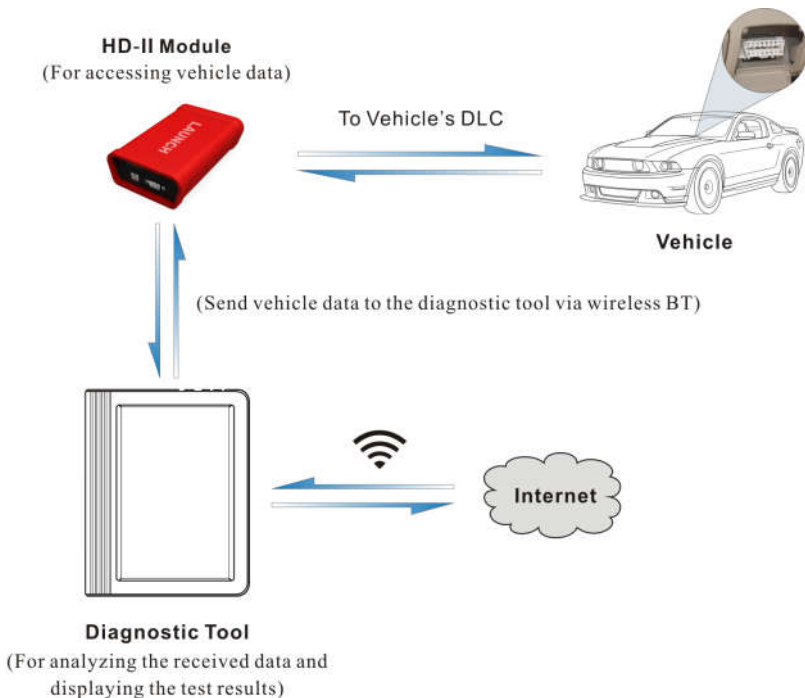 HD-II Module
(For accessing vehicle data)
LAUNCH
To Vehicle's DLC
Vehicle
(Send vehicle data to the diagnostic tool via wireless BT)
Internet
Diagnostic Tool
(For analyzing the received data and
displaying the test results)